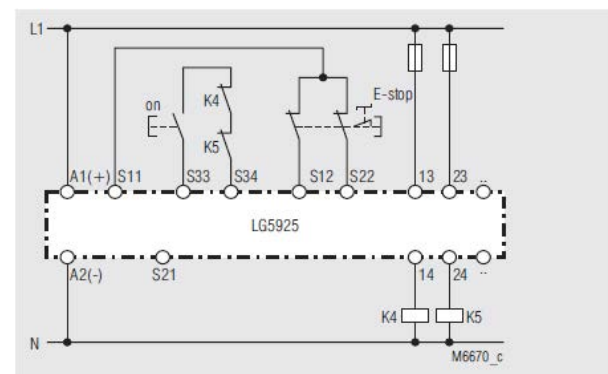 L1
E-stop
on
K4
K5
A1(+) S11 S33 S34 S12 S22 13 23 ..
LG5925
A2(-) S21 14 24 ..
K4 K5
N
M6670_c